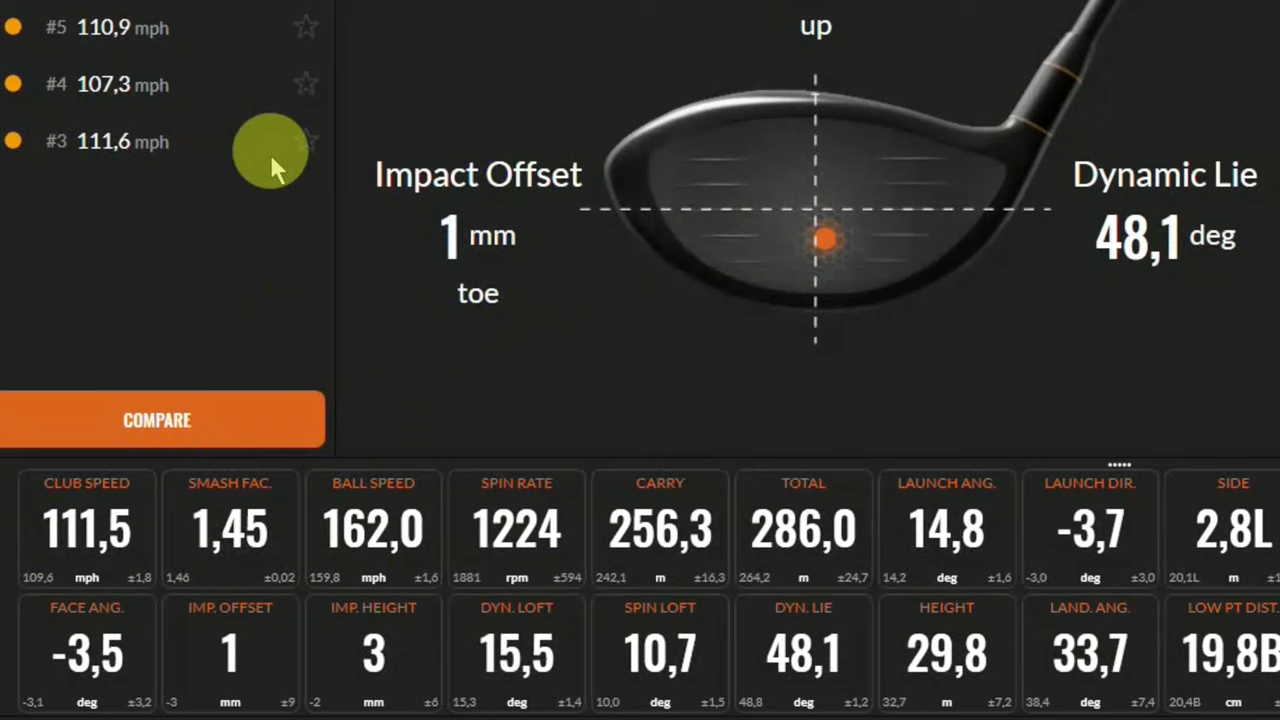 #5 110,9 mph
#4 107,3 mph
#3 111,6 mph
COMPARE
up
Impact Offset
1 mm
toe
Dynamic Lie
48,1 deg
CLUB SPEED
111,5
109,6 mph ±1,8
SMASH FAC.
1,45
1,46 ±0,02
BALL SPEED
162,0
159,8 mph ±1,6
SPIN RATE
1224
1881 rpm ±594
CARRY
256,3
242,1 m ±16,3
TOTAL
286,0
264,2 m ±24,7
LAUNCH ANG.
14,8
14,2 deg ±1,6
LAUNCH DIR.
-3,7
-3,0 deg ±3,0
SIDE
2,8L
20,1L m
FACE ANG.
-3,5
-3,1 deg ±3,2
IMP. OFFSET
1
-3 mm ±9
IMP. HEIGHT
3
-2 mm ±6
DYN. LOFT
15,5
15,3 deg ±1,4
SPIN LOFT
10,7
10,0 deg ±1,5
DYN. LIE
48,1
48,8 deg ±1,2
HEIGHT
29,8
32,7 m ±7,2
LAND. ANG.
33,7
38,4 deg ±7,4
LOW PT DIST.
19,8B
20,4B cm